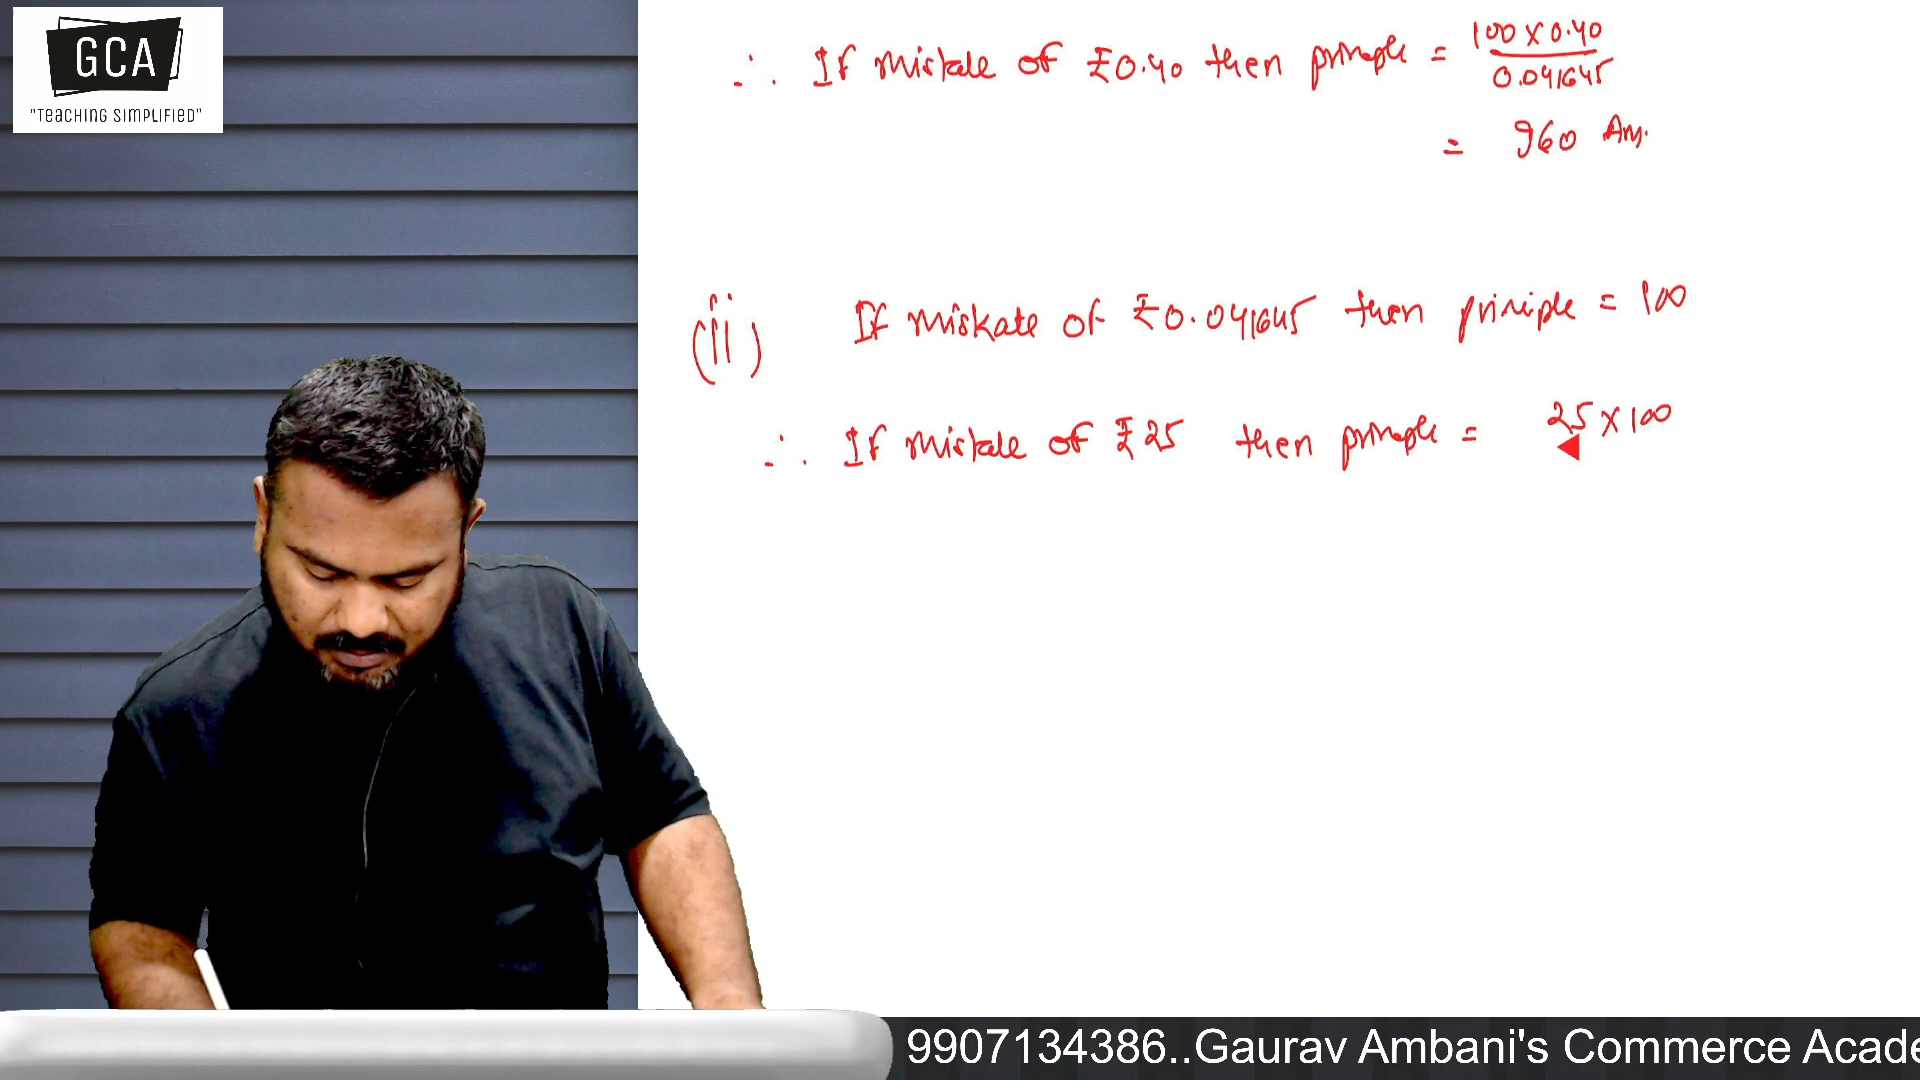 GCA
"TEACHING SIMPLIFIED"
∴ If mistake of ₹0.40 then principle = 100 x 0.40 / 0.041645
= 960 Ans.
(ii) If mistake of ₹0.041645 then principle = 100
∴ If mistake of ₹25 then principle = 25 x 100
9907134386..Gaurav Ambani's Commerce Acade